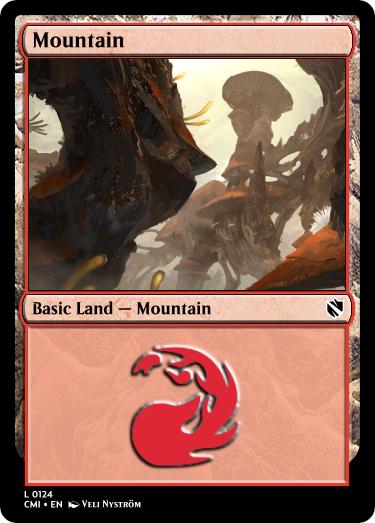 Mountain
Basic Land — Mountain
L 0124
CMI • EN Veli Nyström